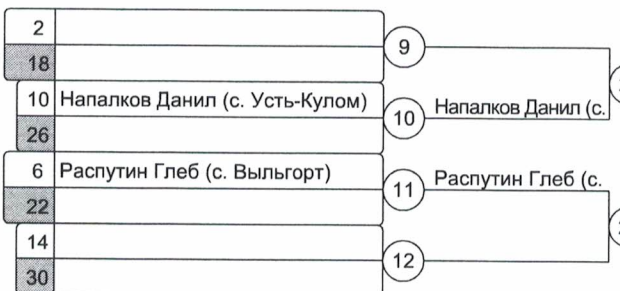 2
9
18
10 Напалков Данил (с. Усть-Кулом)
10 Напалков Данил (с.
26
6 Распутин Глеб (с. Выльгорт)
11 Распутин Глеб (с.
22
14
12
30